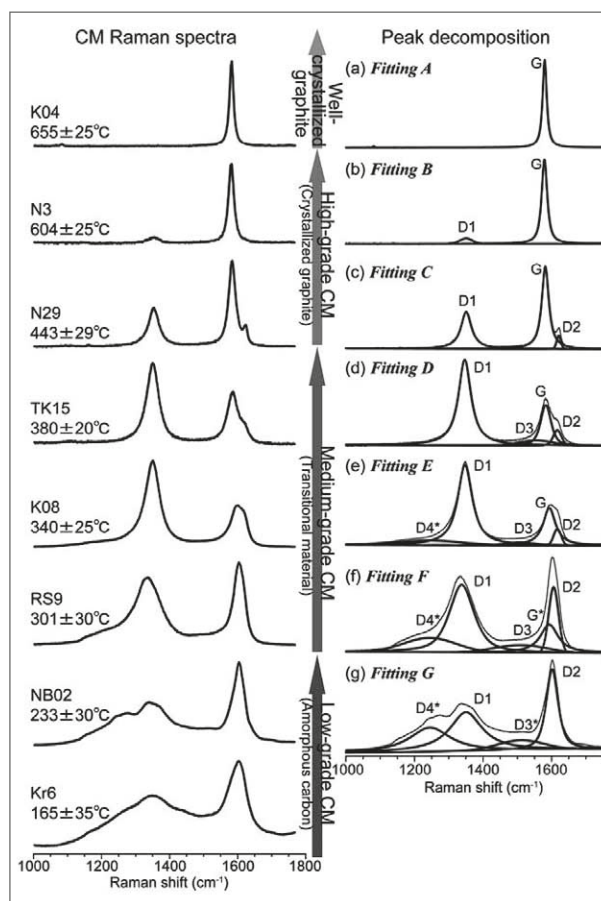 CM Raman spectra
K04
655±25℃
N3
604±25℃
N29
443±29℃
TK15
380±20℃
K08
340±25℃
RS9
301±30℃
NB02
233±30℃
Kr6
165±35℃
1000 1200 1400 1600 1800
Raman shift (cm⁻¹)
Well-
crystallized
graphite
High-grade CM
(Crystallized graphite)
Medium-grade CM
(Transitional material)
Low-grade CM
(Amorphous carbon)
Peak decomposition
(a) Fitting A
G
(b) Fitting B
D1
G
(c) Fitting C
D1
G
D2
(d) Fitting D
D1
D3
G
D2
(e) Fitting E
D4*
D1
D3
G
D2
(f) Fitting F
D4*
D1
D3
G*
D2
(g) Fitting G
D4*
D1
D3*
D2
1000 1200 1400 1600
Raman shift (cm⁻¹)